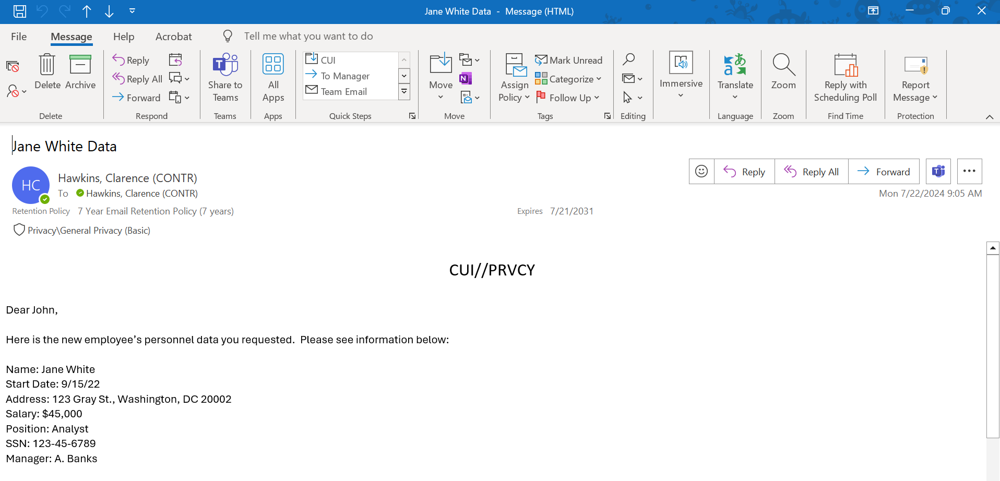 Jane White Data - Message (HTML)
File Message Help Acrobat Tell me what you want to do
Delete Archive
Delete
Reply
Reply All
Forward
Respond
Share to Teams
Teams
All Apps
Apps
CUI
To Manager
Team Email
Quick Steps
Move
Move
Assign Policy
Mark Unread
Categorize
Follow Up
Tags
Editing
Immersive
Translate
Language
Zoom
Zoom
Reply with Scheduling Poll
Find Time
Report Message
Protection
Jane White Data
HC
Hawkins, Clarence (CONTR)
To Hawkins, Clarence (CONTR)
Reply Reply All Forward
Mon 7/22/2024 9:05 AM
Retention Policy 7 Year Email Retention Policy (7 years) Expires 7/21/2031
Privacy\General Privacy (Basic)
CUI//PRVCY
Dear John,
Here is the new employee’s personnel data you requested.  Please see information below:
Name: Jane White
Start Date: 9/15/22
Address: 123 Gray St., Washington, DC 20002
Salary: $45,000
Position: Analyst
SSN: 123-45-6789
Manager: A. Banks